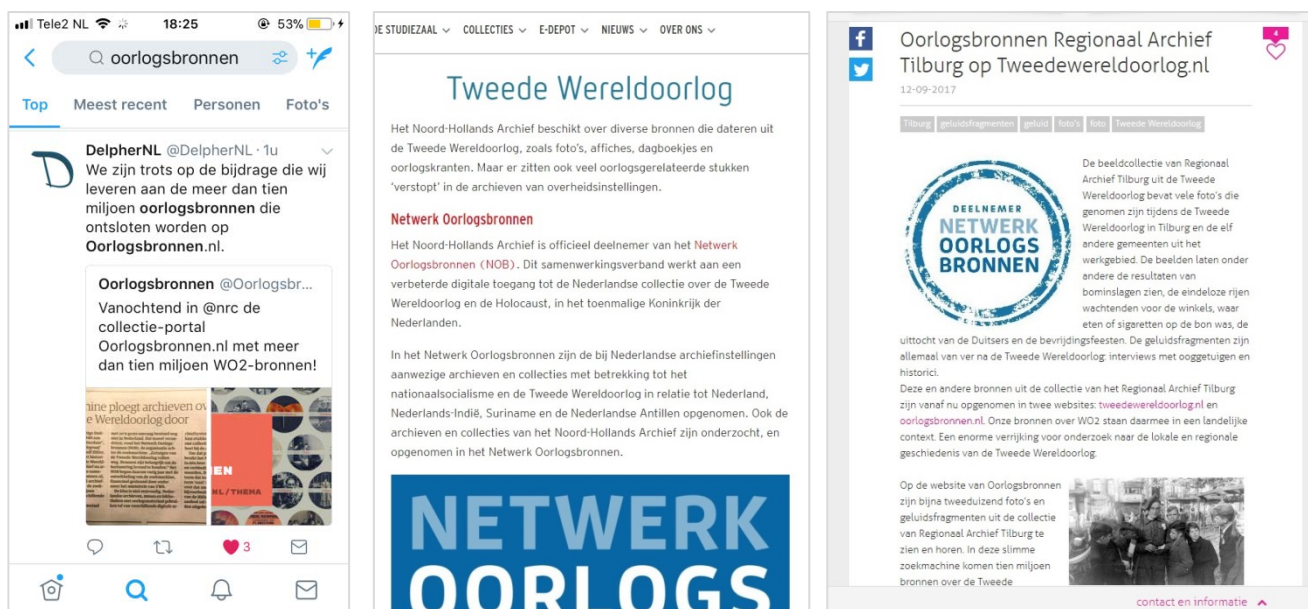 Tele2 NL 18:25 53%
oorlogsbronnen
Top Meest recent Personen Foto's
DelpherNL @DelpherNL · 1u
We zijn trots op de bijdrage die wij
leveren aan de meer dan tien
miljoen oorlogsbronnen die
ontsloten worden op
Oorlogsbronnen.nl.
Oorlogsbronnen @Oorlogsbr...
Vanochtend in @nrc de
collectie-portal
Oorlogsbronnen.nl met meer
dan tien miljoen WO2-bronnen!
hine ploegt archieven ov
e Wereldoorlog door
EN
NL/THEMA
3
DE STUDIEZAAL COLLECTIES E-DEPOT NIEUWS OVER ONS
Tweede Wereldoorlog
Het Noord-Hollands Archief beschikt over diverse bronnen die dateren uit
de Tweede Wereldoorlog, zoals foto's, affiches, dagboekjes en
oorlogskranten. Maar er zitten ook veel oorlogsgerelateerde stukken
'verstopt' in de archieven van overheidsinstellingen.
Netwerk Oorlogsbronnen
Het Noord-Hollands Archief is officieel deelnemer van het Netwerk
Oorlogsbronnen (NOB). Dit samenwerkingsverband werkt aan een
verbeterde digitale toegang tot de Nederlandse collectie over de Tweede
Wereldoorlog en de Holocaust, in het toenmalige Koninkrijk der
Nederlanden.
In het Netwerk Oorlogsbronnen zijn de bij Nederlandse archiefinstellingen
aanwezige archieven en collecties met betrekking tot het
nationaalsocialisme en de Tweede Wereldoorlog in relatie tot Nederland,
Nederlands-Indië, Suriname en de Nederlandse Antillen opgenomen. Ook de
archieven en collecties van het Noord-Hollands Archief zijn onderzocht, en
opgenomen in het Netwerk Oorlogsbronnen.
NETWERK
OORLOGS
Oorlogsbronnen Regionaal Archief
Tilburg op Tweedewereldoorlog.nl
4
12-09-2017
Tilburg geluidsfragmenten geluid foto's foto Tweede Wereldoorlog
DEELNEMER
NETWERK
OORLOGS
BRONNEN
De beeldcollectie van Regionaal
Archief Tilburg uit de Tweede
Wereldoorlog bevat vele foto's die
genomen zijn tijdens de Tweede
Wereldoorlog in Tilburg en de elf
andere gemeenten uit het
werkgebied. De beelden laten onder
andere de resultaten van
bominslagen zien, de eindeloze rijen
wachtenden voor de winkels, waar
eten of sigaretten op de bon was, de
uittocht van de Duitsers en de bevrijdingsfeesten. De geluidsfragmenten zijn
allemaal van ver na de Tweede Wereldoorlog: interviews met ooggetuigen en
historici.
Deze en andere bronnen uit de collectie van het Regionaal Archief Tilburg
zijn vanaf nu opgenomen in twee websites: tweedewereldoorlog.nl en
oorlogsbronnen.nl. Onze bronnen over WO2 staan daarmee in een landelijke
context. Een enorme verrijking voor onderzoek naar de lokale en regionale
geschiedenis van de Tweede Wereldoorlog.
Op de website van Oorlogsbronnen
zijn bijna tweeduizend foto's en
geluidsfragmenten uit de collectie
van Regionaal Archief Tilburg te
zien en horen. In deze slimme
zoekmachine komen tien miljoen
bronnen over de Tweede
contact en informatie